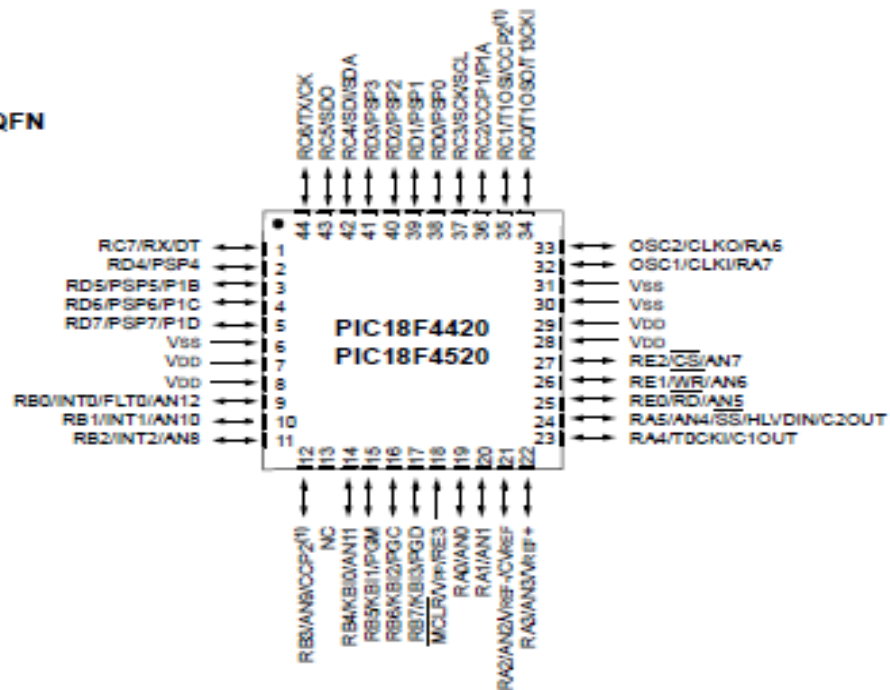 QFN
RC6/TX/CK
RC5/SDO
RC4/SDI/SDA
RD3/PSP3
RD2/PSP2
RD1/PSP1
RD0/PSP0
RC3/SCK/SCL
RC2/CCP1/P1A
RC1/T1OSI/CCP2(1)
RC0/T1OSO/T13CKI
44 43 42 41 40 39 38 37 36 35 34
RC7/RX/DT 1
RD4/PSP4 2
RD5/PSP5/P1B 3
RD6/PSP6/P1C 4
RD7/PSP7/P1D 5
VSS 6
VDD 7
VDD 8
RB0/INT0/FLT0/AN12 9
RB1/INT1/AN10 10
RB2/INT2/AN8 11
PIC18F4420
PIC18F4520
33 OSC2/CLKO/RA6
32 OSC1/CLKI/RA7
31 VSS
30 VSS
29 VDD
28 VDD
27 RE2/CS/AN7
26 RE1/WR/AN6
25 RE0/RD/AN5
24 RA5/AN4/SS/HLVDIN/C2OUT
23 RA4/T0CKI/C1OUT
12 13 14 15 16 17 18 19 20 21 22
RB3/AN9/CCP2(1)
NC
RB4/KBI0/AN11
RB5/KBI1/PGM
RB6/KBI2/PGC
RB7/KBI3/PGD
MCLR/VPP/RE3
RA0/AN0
RA1/AN1
RA2/AN2/VREF-/CVREF
RA3/AN3/VREF+